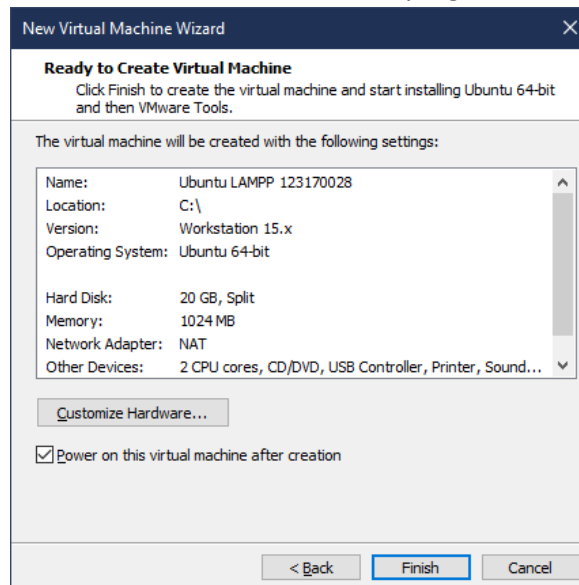 New Virtual Machine Wizard
Ready to Create Virtual Machine
Click Finish to create the virtual machine and start installing Ubuntu 64-bit
and then VMware Tools.
The virtual machine will be created with the following settings:
Name: Ubuntu LAMPP 123170028
Location: C:\
Version: Workstation 15.x
Operating System: Ubuntu 64-bit
Hard Disk: 20 GB, Split
Memory: 1024 MB
Network Adapter: NAT
Other Devices: 2 CPU cores, CD/DVD, USB Controller, Printer, Sound...
Customize Hardware...
Power on this virtual machine after creation
< Back Finish Cancel